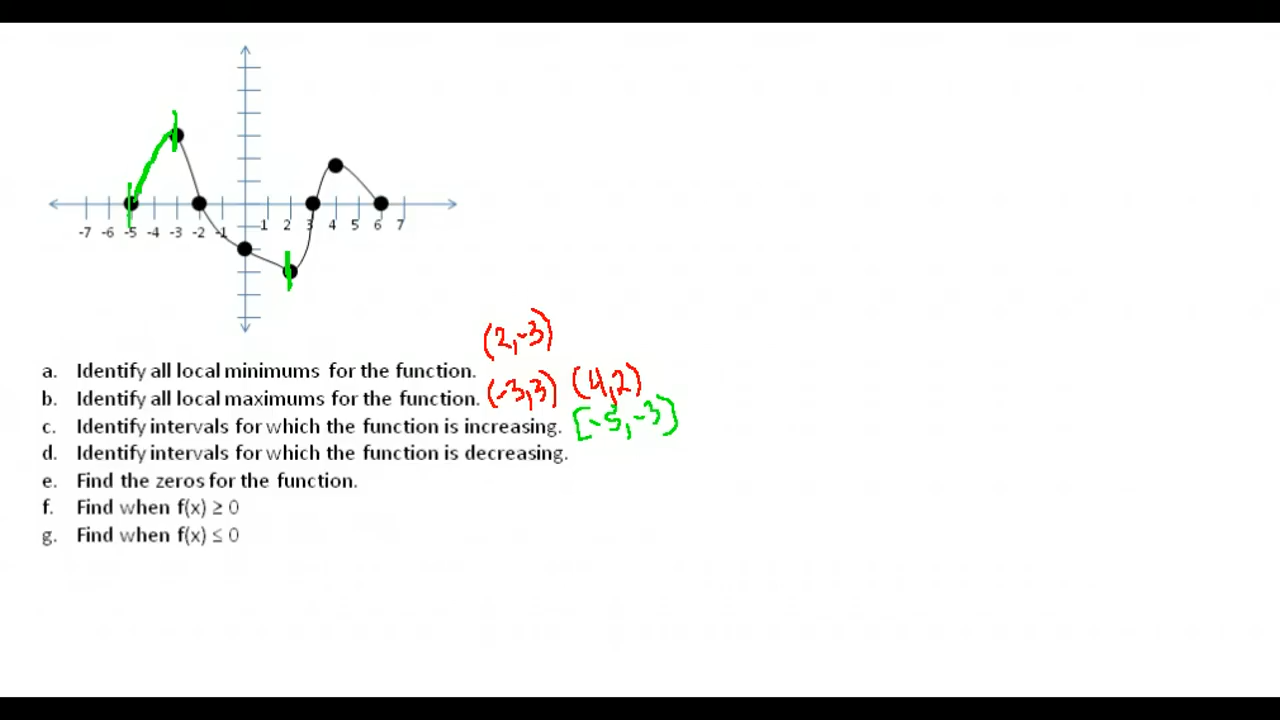 -7 -6 -5 -4 -3 -2 -1 1 2 3 4 5 6 7
(2,-3)
a. Identify all local minimums for the function.
b. Identify all local maximums for the function. (-3,3) (4,2)
c. Identify intervals for which the function is increasing. [-5,-3]
d. Identify intervals for which the function is decreasing.
e. Find the zeros for the function.
f. Find when f(x) ≥ 0
g. Find when f(x) ≤ 0